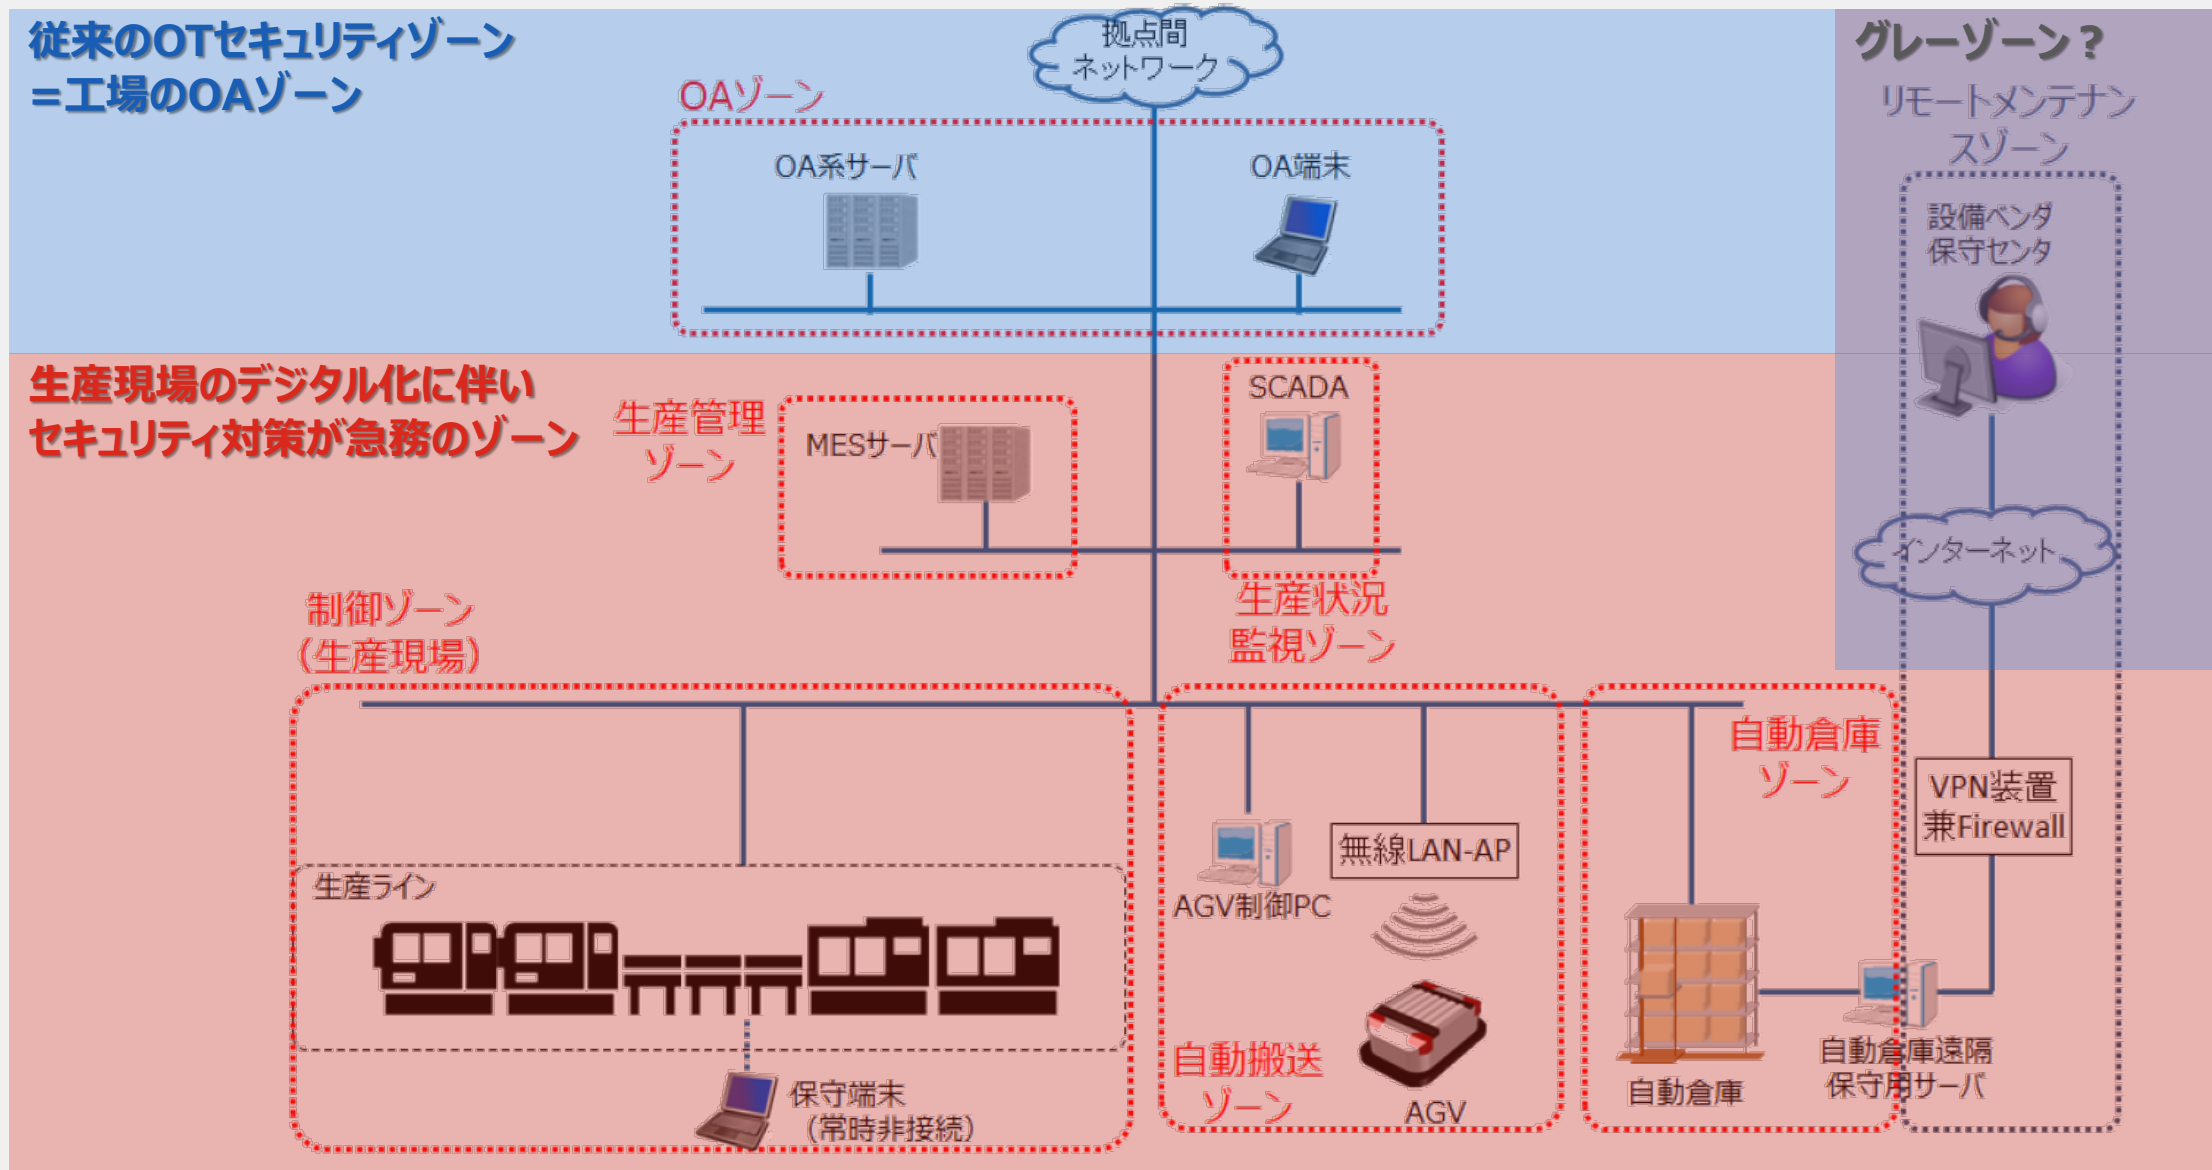 従来のOTセキュリティゾーン
=工場のOAゾーン
拠点間
ネットワーク
グレーゾーン？
リモートメンテナン
スゾーン
OAゾーン
OA系サーバ
OA端末
設備ベンダ
保守センタ
生産現場のデジタル化に伴い
セキュリティ対策が急務のゾーン
生産管理
ゾーン
MESサーバ
SCADA
生産状況
監視ゾーン
インターネット
制御ゾーン
（生産現場）
自動倉庫
ゾーン
VPN装置
兼Firewall
生産ライン
無線LAN-AP
AGV制御PC
自動搬送
ゾーン
AGV
自動倉庫
自動倉庫遠隔
保守用サーバ
保守端末
（常時非接続）